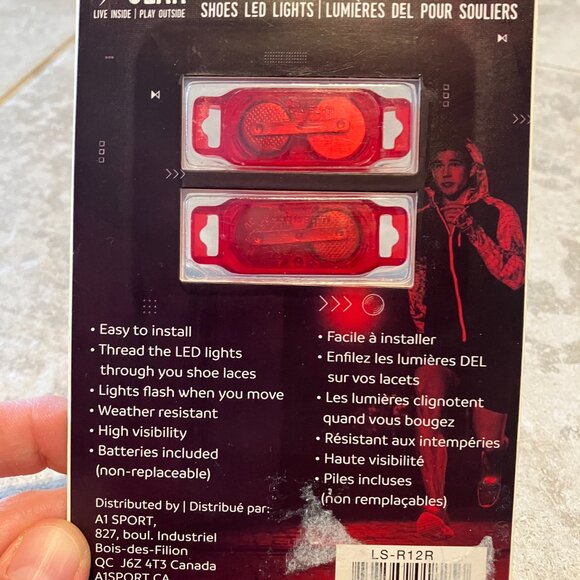 LIVE INSIDE | PLAY OUTSIDE
SHOES LED LIGHTS | LUMIÈRES DEL POUR SOULIERS
• Easy to install
• Thread the LED lights
through you shoe laces
• Lights flash when you move
• Weather resistant
• High visibility
• Batteries included
(non-replaceable)
• Facile à installer
• Enfilez les lumières DEL
sur vos lacets
• Les lumières clignotent
quand vous bougez
• Résistant aux intempéries
• Haute visibilité
• Piles incluses
(non remplaçables)
Distributed by | Distribué par:
A1 SPORT,
827, boul. Industriel
Bois-des-Filion
QC J6Z 4T3 Canada
A1SPORT.CA
LS-R12R